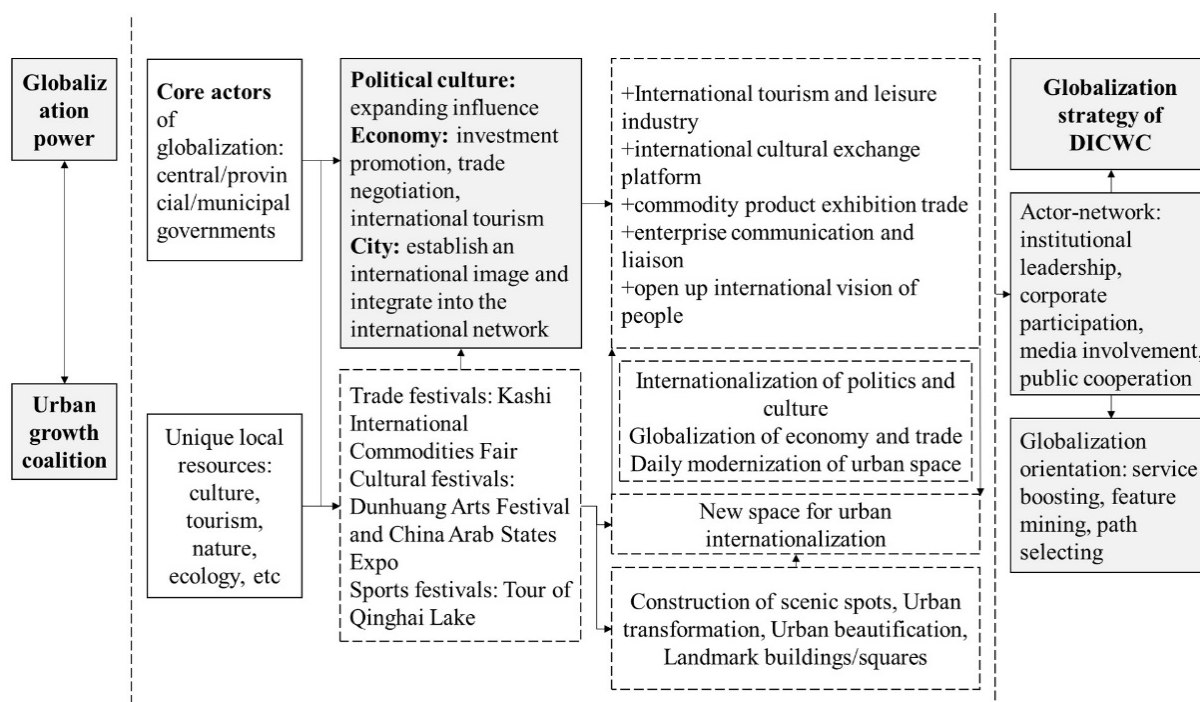 Globaliz
ation
power
Urban
growth
coalition
Core actors
of
globalization:
central/provin
cial/municipal
governments
Unique local
resources:
culture,
tourism,
nature,
ecology, etc
Political culture:
expanding influence
Economy: investment
promotion, trade
negotiation,
international tourism
City: establish an
international image and
integrate into the
international network
Trade festivals: Kashi
International
Commodities Fair
Cultural festivals:
Dunhuang Arts Festival
and China Arab States
Expo
Sports festivals: Tour of
Qinghai Lake
+International tourism and leisure
industry
+international cultural exchange
platform
+commodity product exhibition trade
+enterprise communication and
liaison
+open up international vision of
people
Internationalization of politics and
culture
Globalization of economy and trade
Daily modernization of urban space
New space for urban
internationalization
Construction of scenic spots, Urban
transformation, Urban beautification,
Landmark buildings/squares
Globalization
strategy of
DICWC
Actor-network:
institutional
leadership,
corporate
participation,
media involvement,
public cooperation
Globalization
orientation: service
boosting, feature
mining, path
selecting